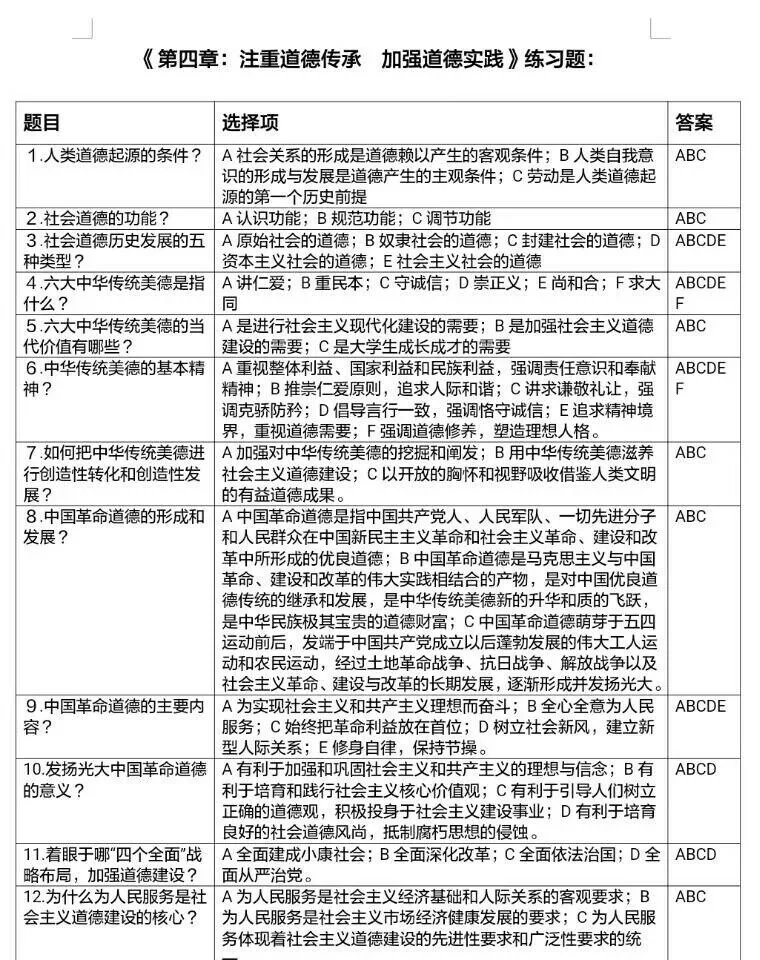 《第四章：注重道德传承　加强道德实践》练习题：
题目 选择项 答案
1.人类道德起源的条件？ A 社会关系的形成是道德赖以产生的客观条件；B 人类自我意 ABC
识的形成与发展是道德产生的主观条件；C 劳动是人类道德起
源的第一个历史前提
2.社会道德的功能？ A 认识功能；B 规范功能；C 调节功能 ABC
3.社会道德历史发展的五 A 原始社会的道德；B 奴隶社会的道德；C 封建社会的道德；D ABCDE
种类型？ 资本主义社会的道德；E 社会主义社会的道德
4.六大中华传统美德是指 A 讲仁爱；B 重民本；C 守诚信；D 崇正义；E 尚和合；F 求大 ABCDE
什么？ 同 F
5.六大中华传统美德的当 A 是进行社会主义现代化建设的需要；B 是加强社会主义道德 ABC
代价值有哪些？ 建设的需要；C 是大学生成长成才的需要
6.中华传统美德的基本精 A 重视整体利益、国家利益和民族利益，强调责任意识和奉献 ABCDE
神？ 精神；B 推崇仁爱原则，追求人际和谐；C 讲求谦敬礼让，强 F
调克骄防矜；D 倡导言行一致，强调恪守诚信；E 追求精神境
界，重视道德需要；F 强调道德修养，塑造理想人格。
7.如何把中华传统美德进 A 加强对中华传统美德的挖掘和阐发；B 用中华传统美德滋养 ABC
行创造性转化和创造性发 社会主义道德建设；C 以开放的胸怀和视野吸收借鉴人类文明
展？ 的有益道德成果。
8.中国革命道德的形成和 A 中国革命道德是指中国共产党人、人民军队、一切先进分子 ABC
发展？ 和人民群众在中国新民主主义革命和社会主义革命、建设和改
革中所形成的优良道德；B 中国革命道德是马克思主义与中国
革命、建设和改革的伟大实践相结合的产物，是对中国优良道
德传统的继承和发展，是中华传统美德新的升华和质的飞跃，
是中华民族极其宝贵的道德财富；C 中国革命道德萌芽于五四
运动前后，发端于中国共产党成立以后蓬勃发展的伟大工人运
动和农民运动，经过土地革命战争、抗日战争、解放战争以及
社会主义革命、建设与改革的长期发展，逐渐形成并发扬光大。
9.中国革命道德的主要内 A 为实现社会主义和共产主义理想而奋斗；B 全心全意为人民 ABCDE
容？ 服务；C 始终把革命利益放在首位；D 树立社会新风，建立新
型人际关系；E 修身自律，保持节操。
10.发扬光大中国革命道德 A 有利于加强和巩固社会主义和共产主义的理想与信念；B 有 ABCD
的意义？ 利于培育和践行社会主义核心价值观；C 有利于引导人们树立
正确的道德观，积极投身于社会主义建设事业；D 有利于培育
良好的社会道德风尚，抵制腐朽思想的侵蚀。
11.着眼于哪“四个全面”战 A 全面建成小康社会；B 全面深化改革；C 全面依法治国；D 全 ABCD
略布局，加强道德建设？ 面从严治党。
12.为什么为人民服务是社 A 为人民服务是社会主义经济基础和人际关系的客观要求；B ABC
会主义道德建设的核心？ 为人民服务是社会主义市场经济健康发展的要求；C 为人民服
务体现着社会主义道德建设的先进性要求和广泛性要求的统